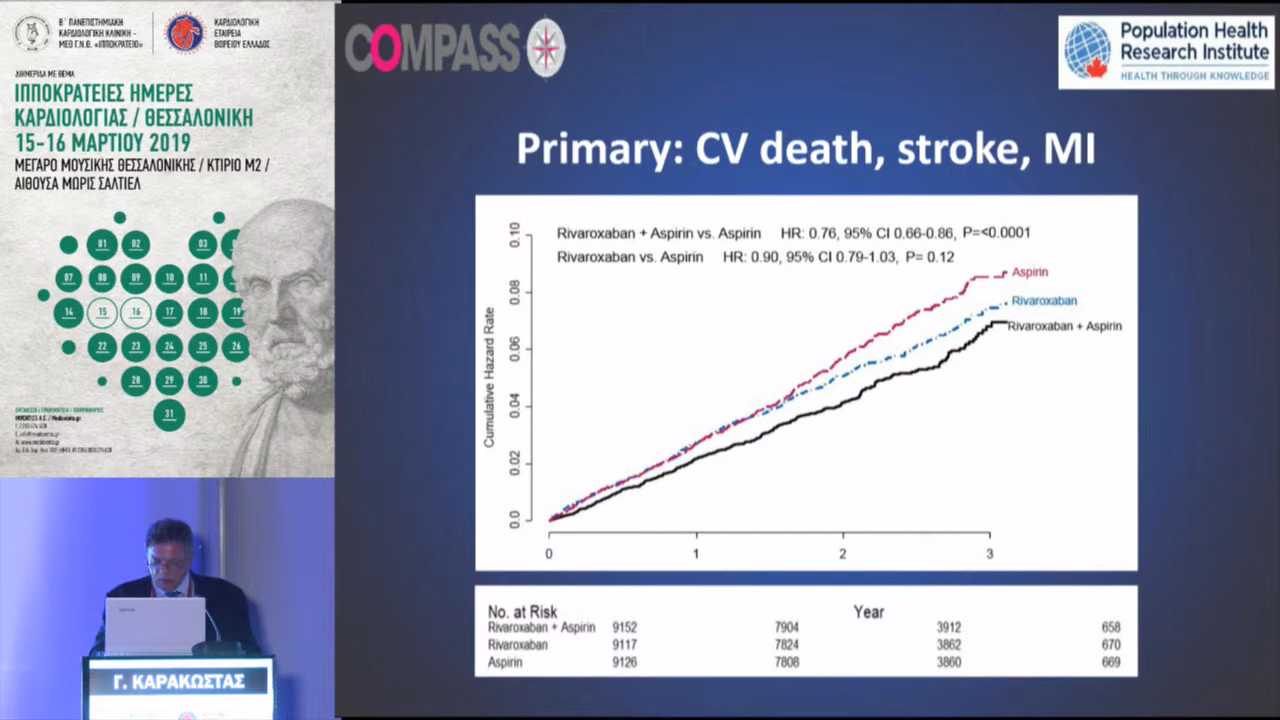 Β΄ ΠΑΝΕΠΙΣΤΗΜΙΑΚΗ
ΚΑΡΔΙΟΛΟΓΙΚΗ ΚΛΙΝΙΚΗ -
ΜΕΘ Γ.Ν.Θ. «ΙΠΠΟΚΡΑΤΕΙΟ»
ΚΑΡΔΙΟΛΟΓΙΚΗ
ΕΤΑΙΡΕΙΑ
ΒΟΡΕΙΟΥ ΕΛΛΑΔΟΣ
ΔΙΗΜΕΡΙΔΑ ΜΕ ΘΕΜΑ
ΙΠΠΟΚΡΑΤΕΙΕΣ ΗΜΕΡΕΣ
ΚΑΡΔΙΟΛΟΓΙΑΣ / ΘΕΣΣΑΛΟΝΙΚΗ
15-16 ΜΑΡΤΙΟΥ 2019
ΜΕΓΑΡΟ ΜΟΥΣΙΚΗΣ ΘΕΣΣΑΛΟΝΙΚΗΣ / ΚΤΙΡΙΟ Μ2 /
ΑΙΘΟΥΣΑ ΜΩΡΙΣ ΣΑΛΤΙΕΛ
01 02 03
07 08 09 10 11
14 15 16 17 18 19
22 23 24 25 26
28 29 30
31
Γ. ΚΑΡΑΚΩΣΤΑΣ
COMPASS
Population Health
Research Institute
HEALTH THROUGH KNOWLEDGE
Primary: CV death, stroke, MI
Rivaroxaban + Aspirin vs. Aspirin HR: 0.76, 95% CI 0.66-0.86, P=<0.0001
Rivaroxaban vs. Aspirin HR: 0.90, 95% CI 0.79-1.03, P= 0.12
Cumulative Hazard Rate
0.10
0.08
0.06
0.04
0.02
0.0
Aspirin
Rivaroxaban
Rivaroxaban + Aspirin
0 1 2 3
No. at Risk Year
Rivaroxaban + Aspirin 9152 7904 3912 658
Rivaroxaban 9117 7824 3862 670
Aspirin 9126 7808 3860 669